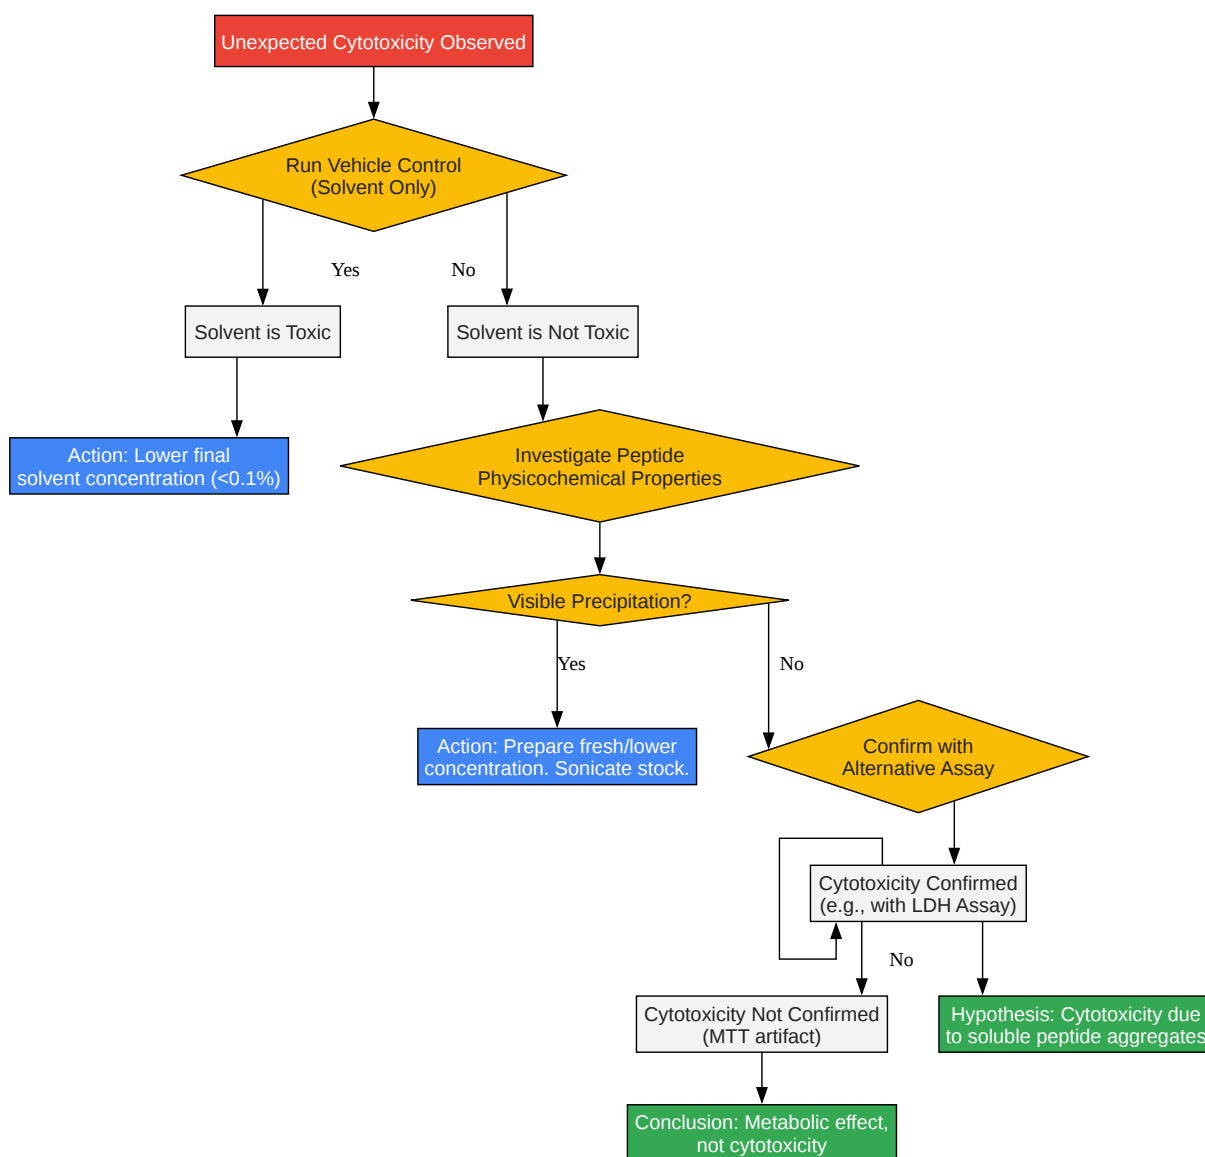 Unexpected Cytotoxicity Observed
Run Vehicle Control
(Solvent Only)
Yes
No
Solvent is Toxic
Solvent is Not Toxic
Action: Lower final
solvent concentration (<0.1%)
Investigate Peptide
Physicochemical Properties
Visible Precipitation?
Yes
No
Action: Prepare fresh/lower
concentration. Sonicate stock.
Confirm with
Alternative Assay
Cytotoxicity Confirmed
(e.g., with LDH Assay)
No
Cytotoxicity Not Confirmed
(MTT artifact)
Hypothesis: Cytotoxicity due
to soluble peptide aggregates
Conclusion: Metabolic effect,
not cytotoxicity